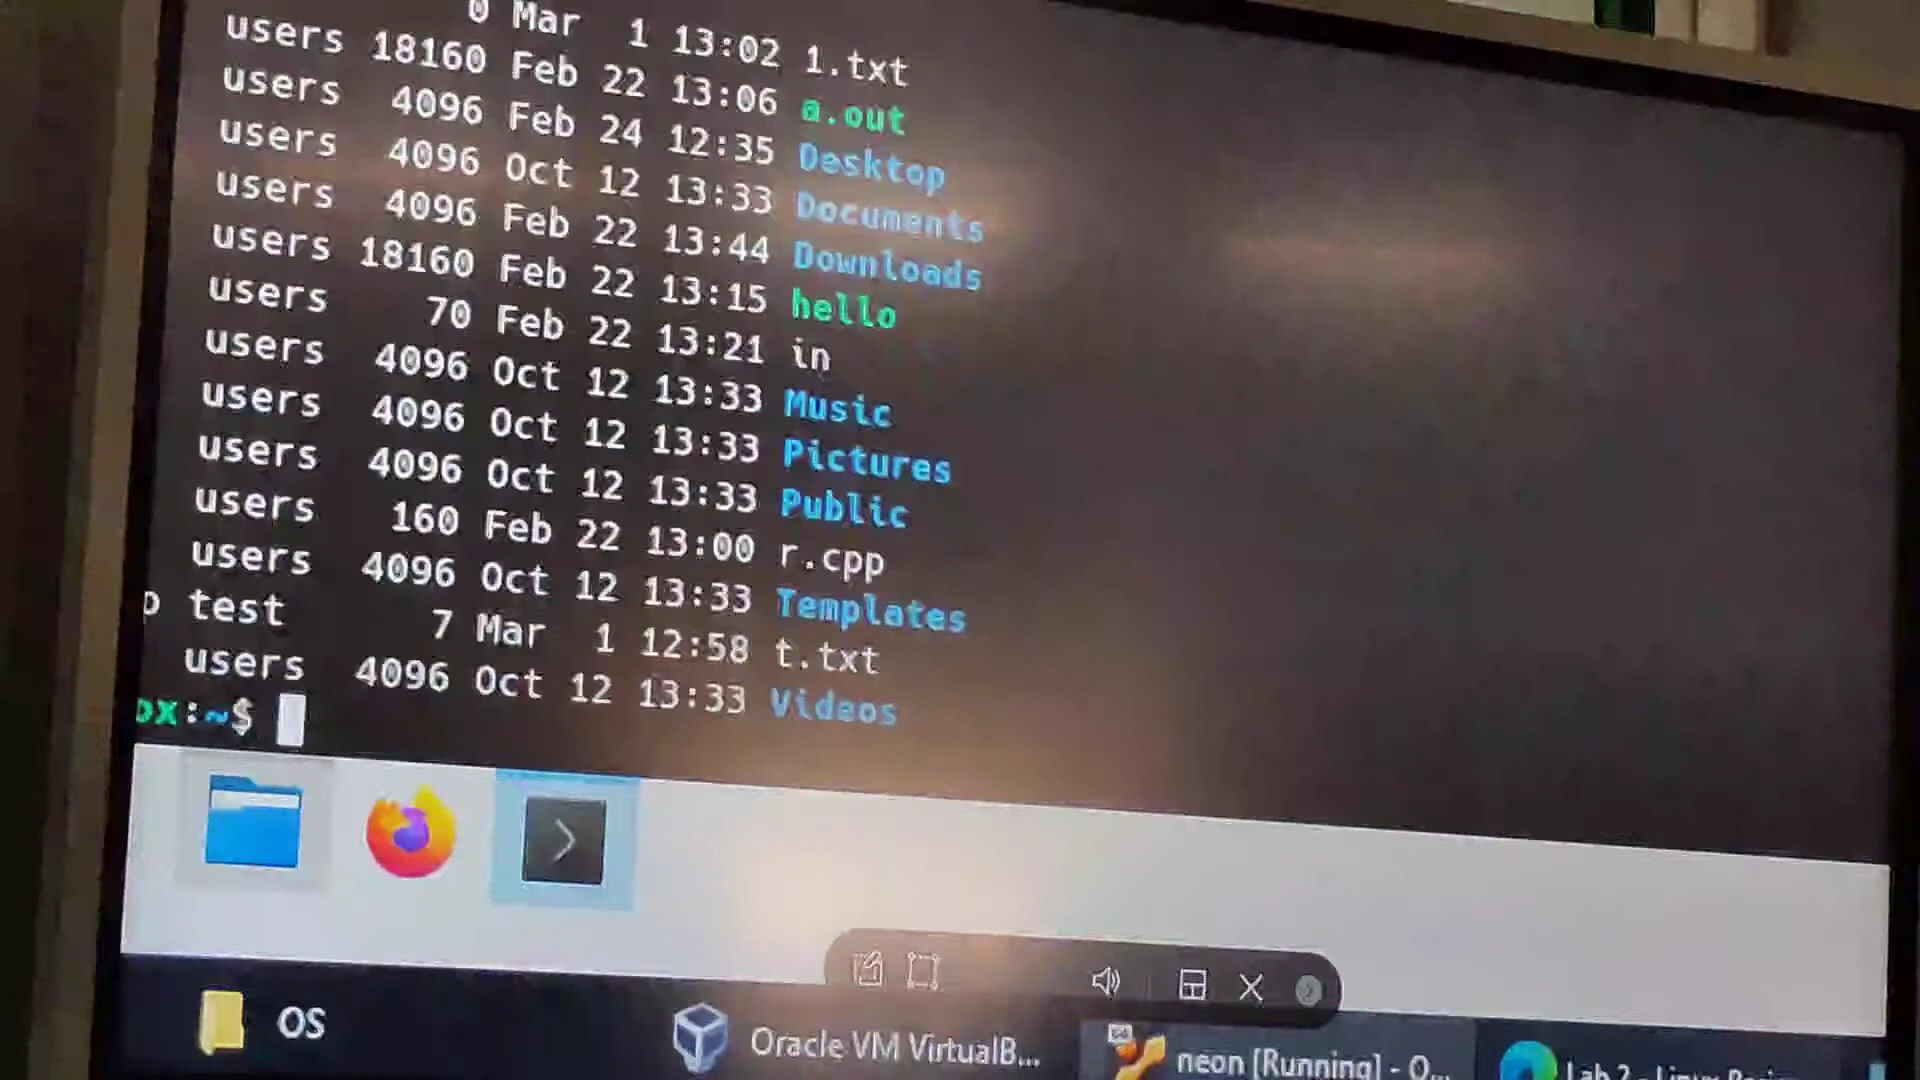 0 Mar 1 13:02 1.txt
users 18160 Feb 22 13:06 a.out
users 4096 Feb 24 12:35 Desktop
users 4096 Oct 12 13:33 Documents
users 4096 Feb 22 13:44 Downloads
users 18160 Feb 22 13:15 hello
users 70 Feb 22 13:21 in
users 4096 Oct 12 13:33 Music
users 4096 Oct 12 13:33 Pictures
users 4096 Oct 12 13:33 Public
users 160 Feb 22 13:00 r.cpp
users 4096 Oct 12 13:33 Templates
test 7 Mar 1 12:58 t.txt
users 4096 Oct 12 13:33 Videos
ox:~$
OS
Oracle VM VirtualB...
neon [Running] - O...
Lab 2 - Linux